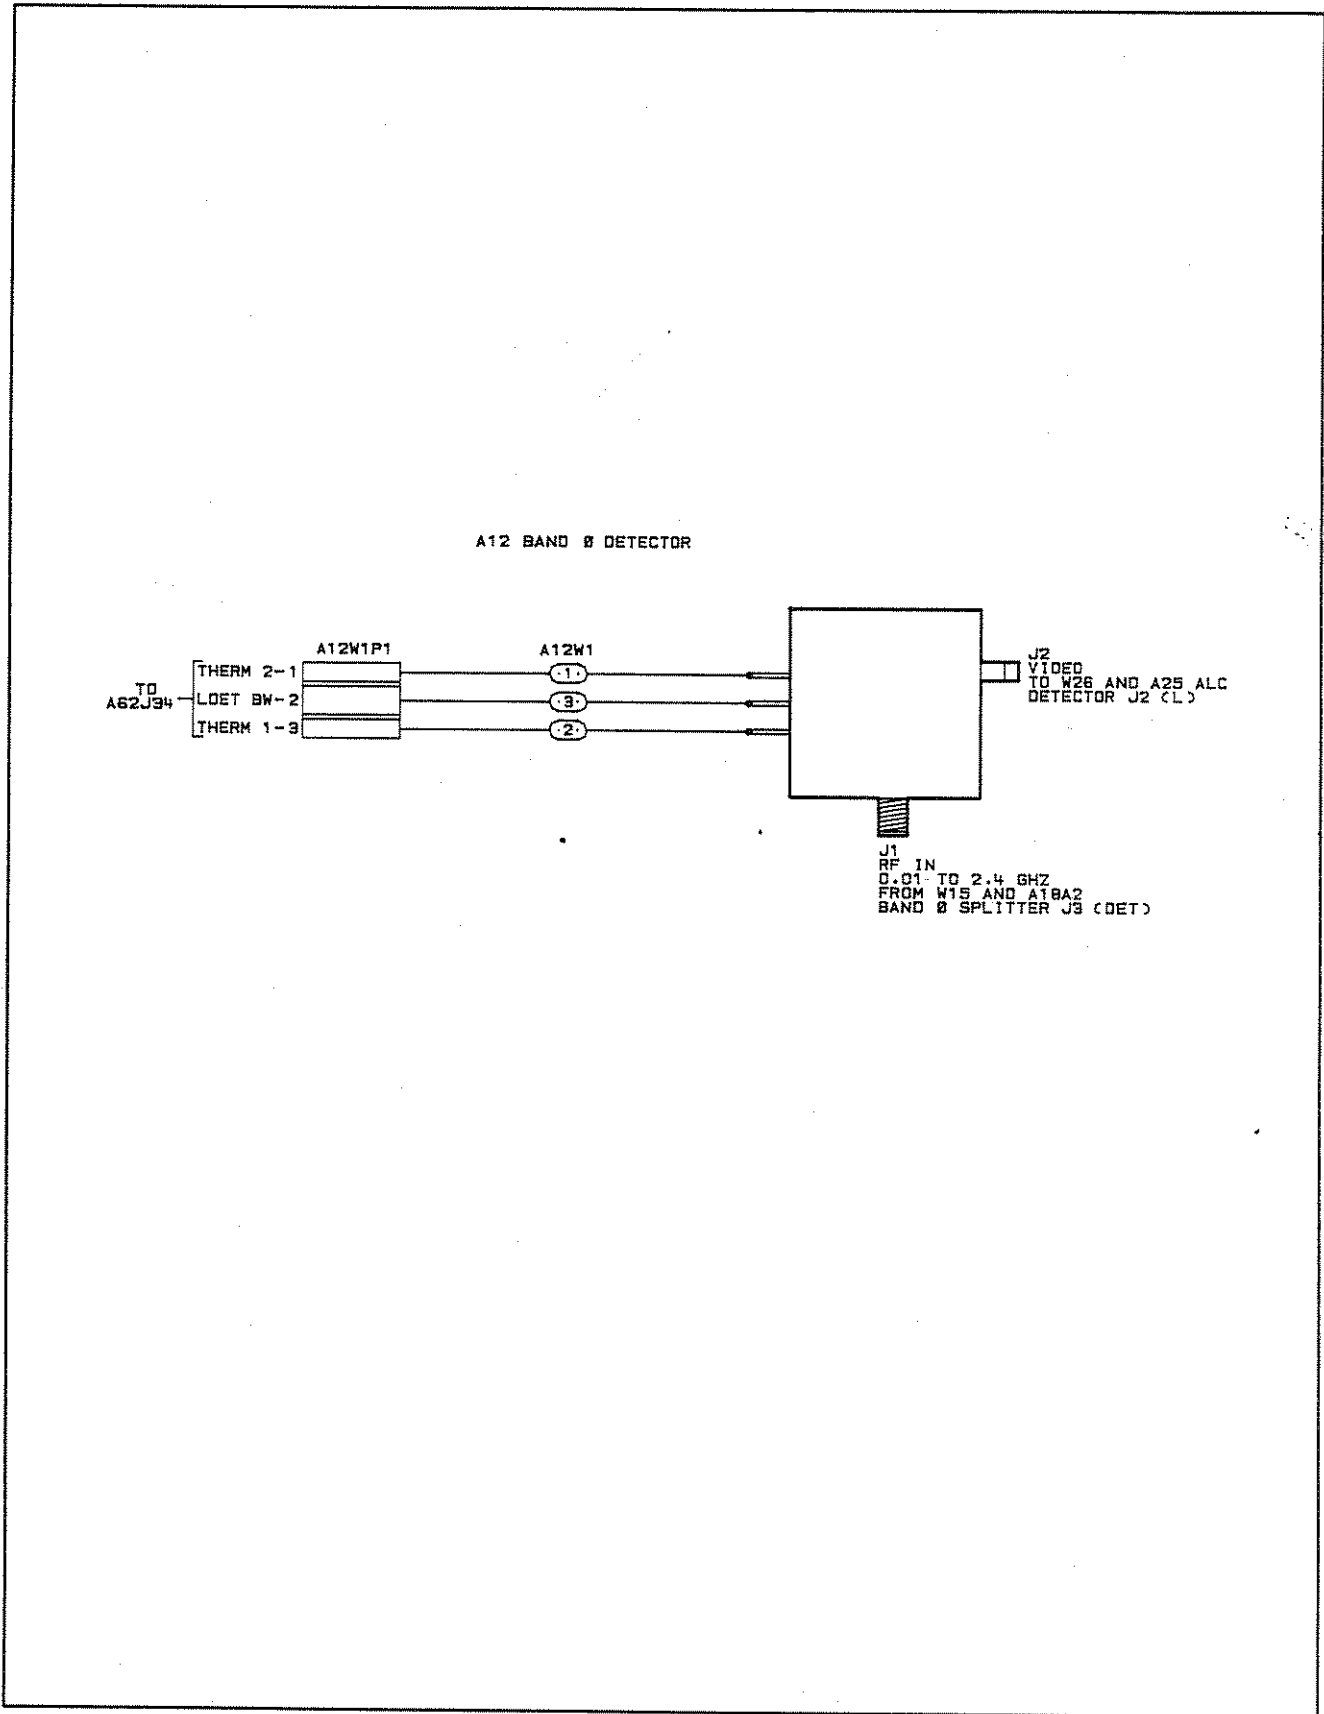 A12 BAND Ø DETECTOR
A12W1P1
A12W1
TO
A62J34
THERM 2-1
LDET BW-2
THERM 1-3
1
3
2
J2
VIDEO
TO W26 AND A25 ALC
DETECTOR J2 (L)
J1
RF IN
0.01 TO 2.4 GHZ
FROM W15 AND A18A2
BAND Ø SPLITTER J3 (DET)